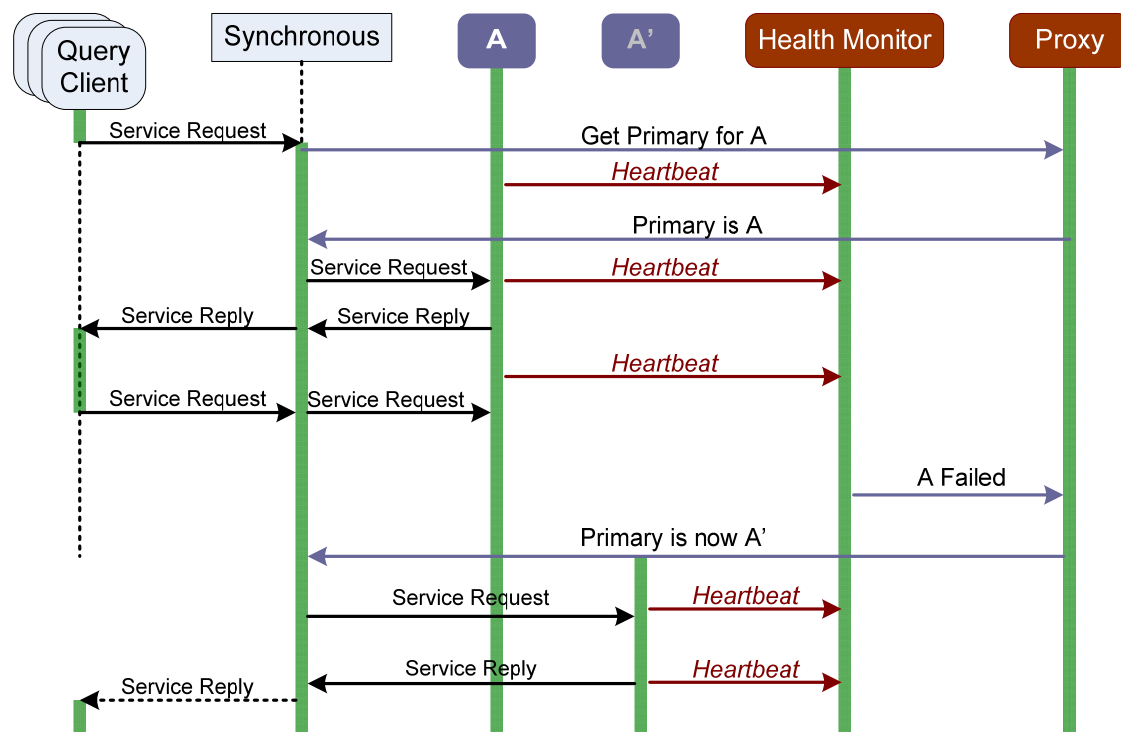 Query
Client
Synchronous
A
A’
Health Monitor
Proxy
Service Request
Get Primary for A
Heartbeat
Primary is A
Service Request
Heartbeat
Service Reply
Service Reply
Heartbeat
Service Request
Service Request
A Failed
Primary is now A’
Service Request
Heartbeat
Service Reply
Heartbeat
Service Reply